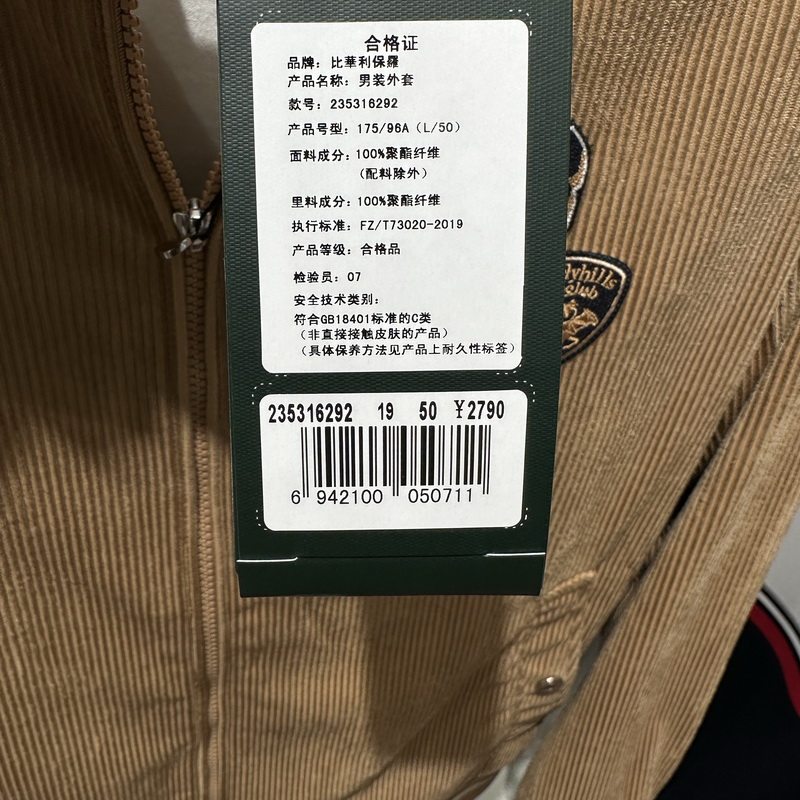 合格证
品牌：比華利保羅
产品名称：男装外套
款号：235316292
产品号型：175/96A（L/50）
面料成分：100%聚酯纤维
（配料除外）
里料成分：100%聚酯纤维
执行标准：FZ/T73020-2019
产品等级：合格品
检验员：07
安全技术类别：
符合GB18401标准的C类
（非直接接触皮肤的产品）
（具体保养方法见产品上耐久性标签）
235316292 19 50 ¥2790
6 942100 050711
club